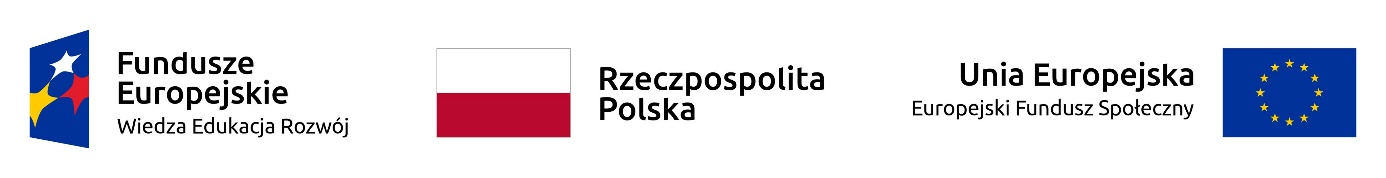 Fundusze
Europejskie
Wiedza Edukacja Rozwój
Rzeczpospolita
Polska
Unia Europejska
Europejski Fundusz Społeczny